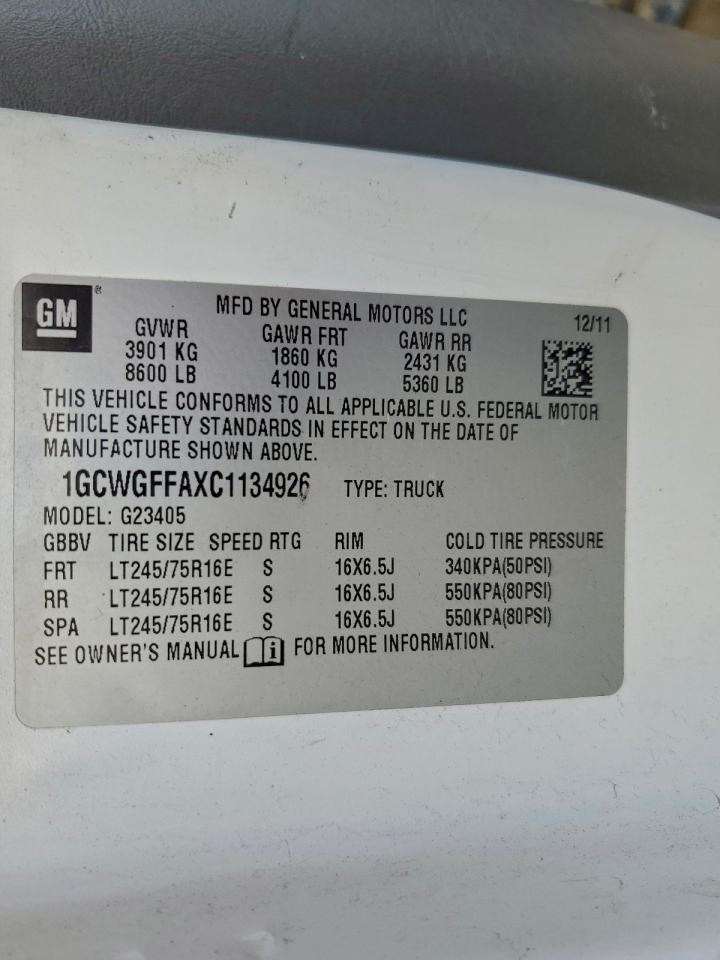 GM®
MFD BY GENERAL MOTORS LLC 12/11
GVWR GAWR FRT GAWR RR
3901 KG 1860 KG 2431 KG
8600 LB 4100 LB 5360 LB
THIS VEHICLE CONFORMS TO ALL APPLICABLE U.S. FEDERAL MOTOR
VEHICLE SAFETY STANDARDS IN EFFECT ON THE DATE OF
MANUFACTURE SHOWN ABOVE.
1GCWGFFAXC1134926 TYPE: TRUCK
MODEL: G23405
GBBV TIRE SIZE SPEED RTG RIM COLD TIRE PRESSURE
FRT LT245/75R16E S 16X6.5J 340KPA(50PSI)
RR LT245/75R16E S 16X6.5J 550KPA(80PSI)
SPA LT245/75R16E S 16X6.5J 550KPA(80PSI)
SEE OWNER'S MANUAL i FOR MORE INFORMATION.